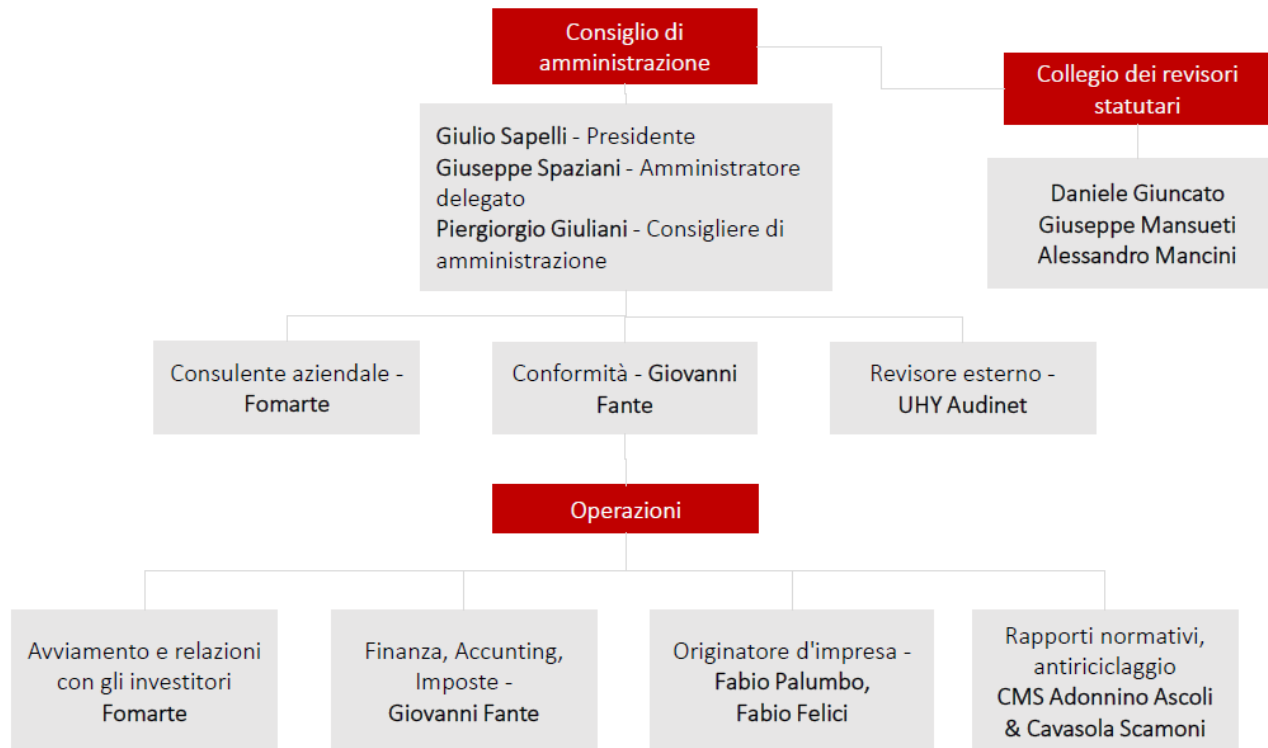 Consiglio di
amministrazione
Collegio dei revisori
statutari
Giulio Sapelli - Presidente
Giuseppe Spaziani - Amministratore
delegato
Piergiorgio Giuliani - Consigliere di
amministrazione
Daniele Giuncato
Giuseppe Mansueti
Alessandro Mancini
Consulente aziendale -
Fomarte
Conformità - Giovanni
Fante
Revisore esterno -
UHY Audinet
Operazioni
Avviamento e relazioni
con gli investitori
Fomarte
Finanza, Accunting,
Imposte -
Giovanni Fante
Originatore d'impresa -
Fabio Palumbo,
Fabio Felici
Rapporti normativi,
antiriciclaggio
CMS Adonnino Ascoli
& Cavasola Scamoni